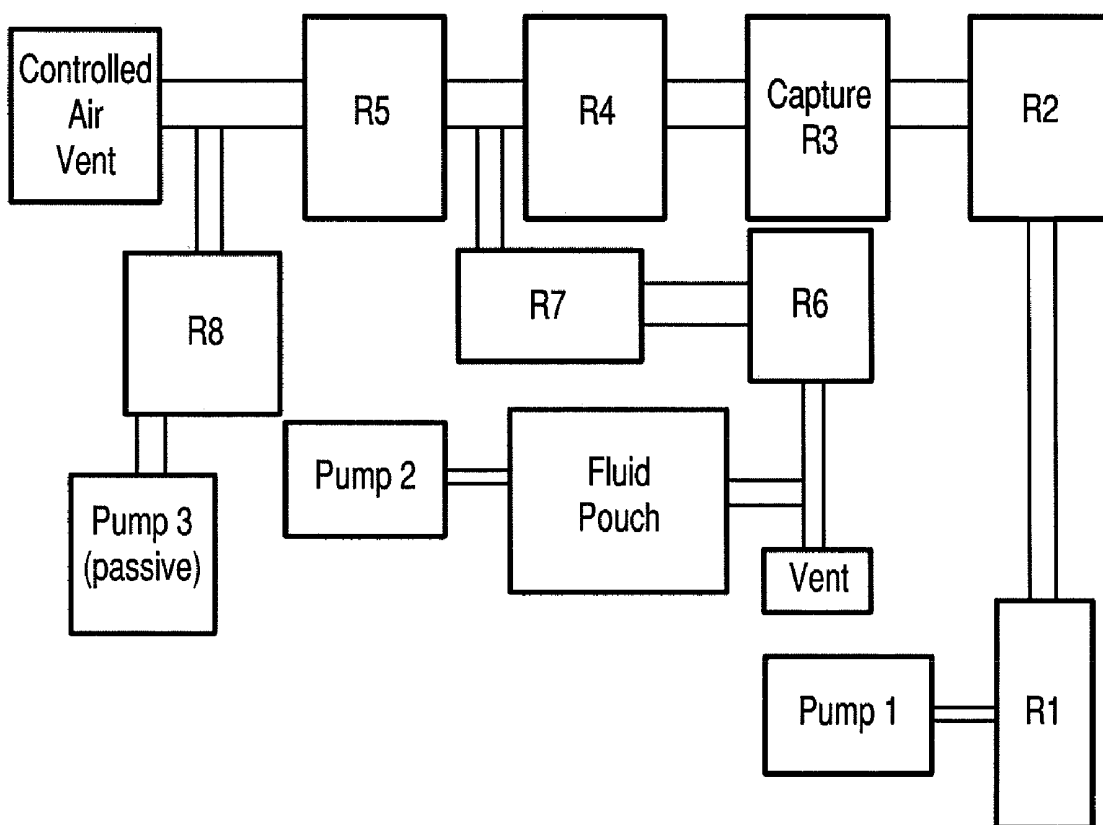 Controlled
Air
Vent
R5
R4
Capture
R3
R2
R8
R7
R6
Pump 2
Fluid
Pouch
Pump 3
(passive)
Vent
Pump 1
R1